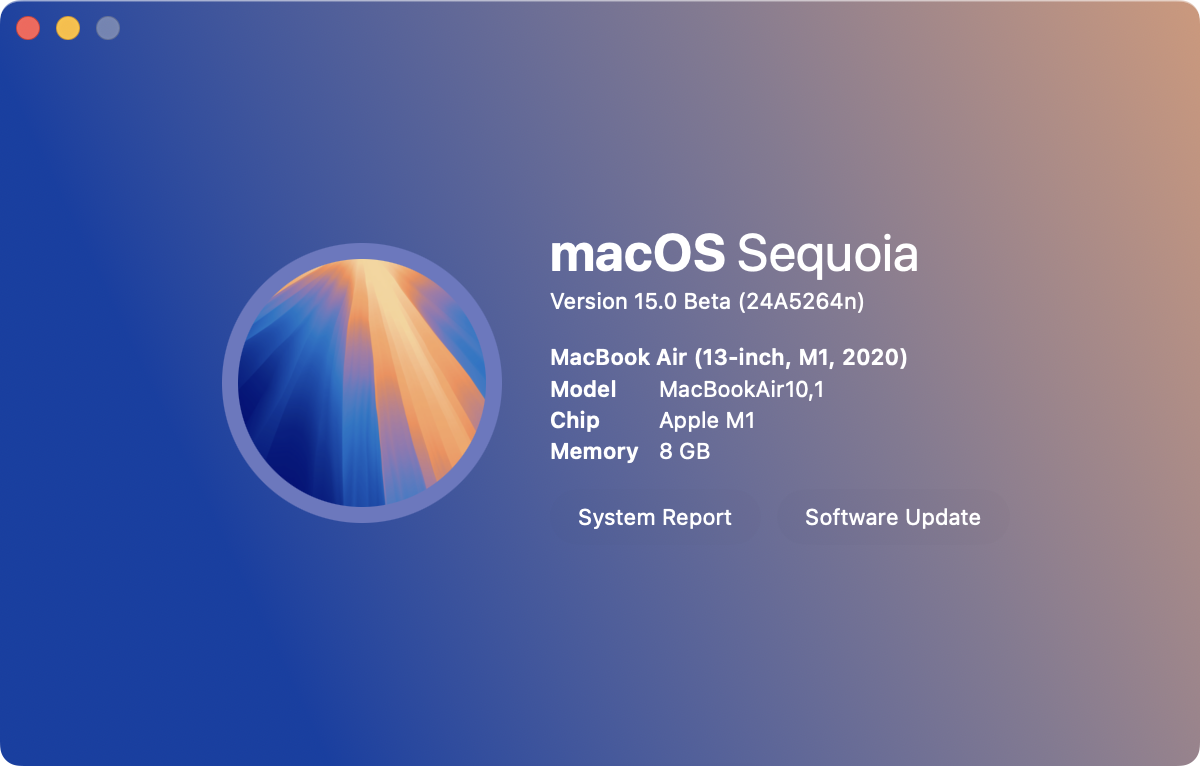 macOS Sequoia
Version 15.0 Beta (24A5264n)
MacBook Air (13-inch, M1, 2020)
Model MacBookAir10,1
Chip Apple M1
Memory 8 GB
System Report Software Update